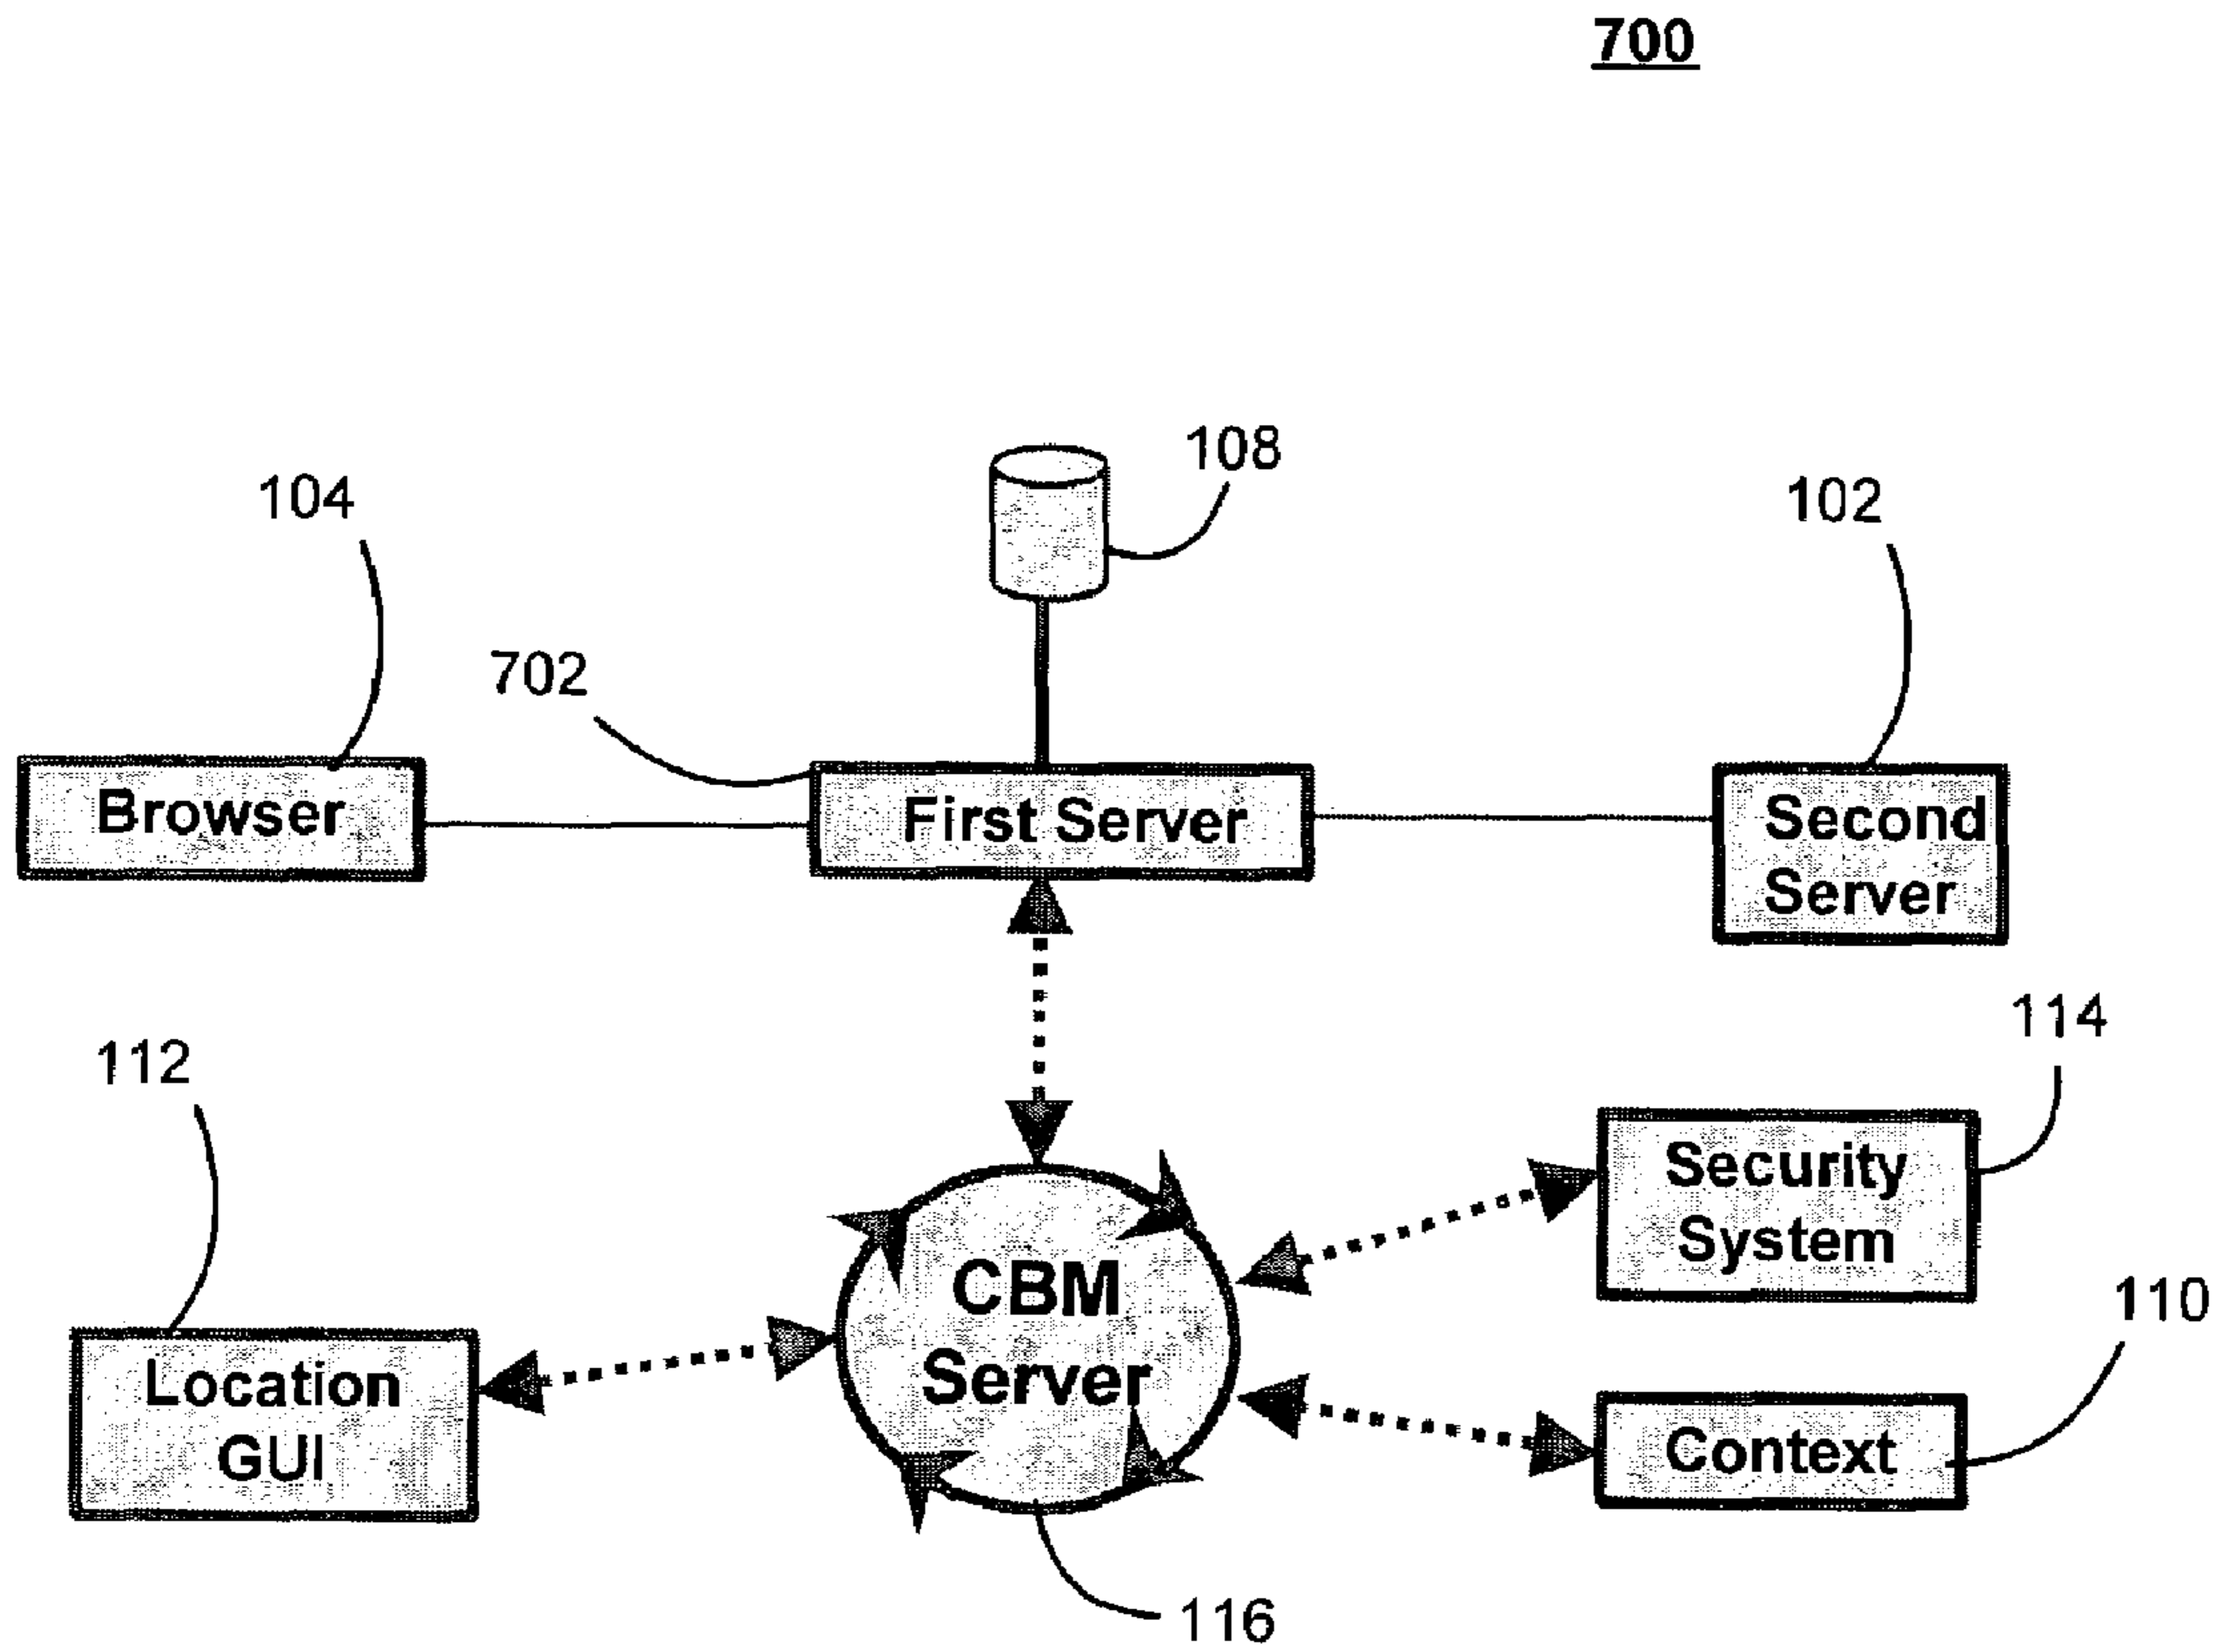 700
108
104
102
702
Browser
First Server
Second
Server
114
112
Security
System
CBM
Server
110
Location
GUI
Context
116